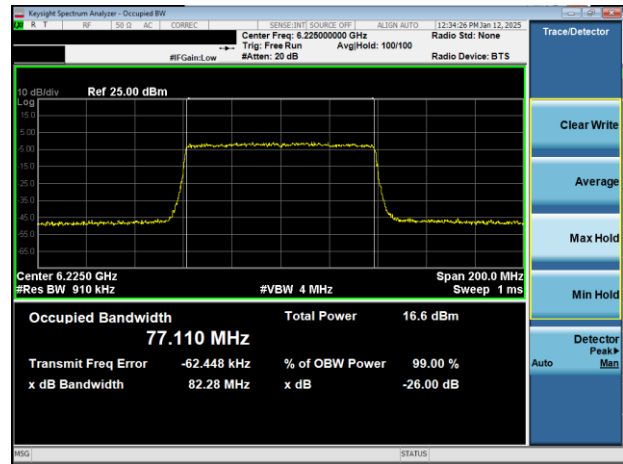 Keysight Spectrum Analyzer - Occupied BW
R T RF 50 Ω AC CORREC SENSE:INT SOURCE OFF ALIGN AUTO 12:34:26 PM Jan 12, 2025
Center Freq: 6.225000000 GHz Radio Std: None
Trig: Free Run Avg|Hold: 100/100
#IFGain:Low #Atten: 20 dB Radio Device: BTS
Trace/Detector
10 dB/div Ref 25.00 dBm
Log
15.0
5.00
-5.00
-15.0
-25.0
-35.0
-45.0
-55.0
-65.0
Center 6.2250 GHz Span 200.0 MHz
#Res BW 910 kHz #VBW 4 MHz Sweep 1 ms
Occupied Bandwidth Total Power 16.6 dBm
77.110 MHz
Transmit Freq Error -62.448 kHz % of OBW Power 99.00 %
x dB Bandwidth 82.28 MHz x dB -26.00 dB
Clear Write
Average
Max Hold
Min Hold
Detector
Peak▶
Auto Man
MSG STATUS